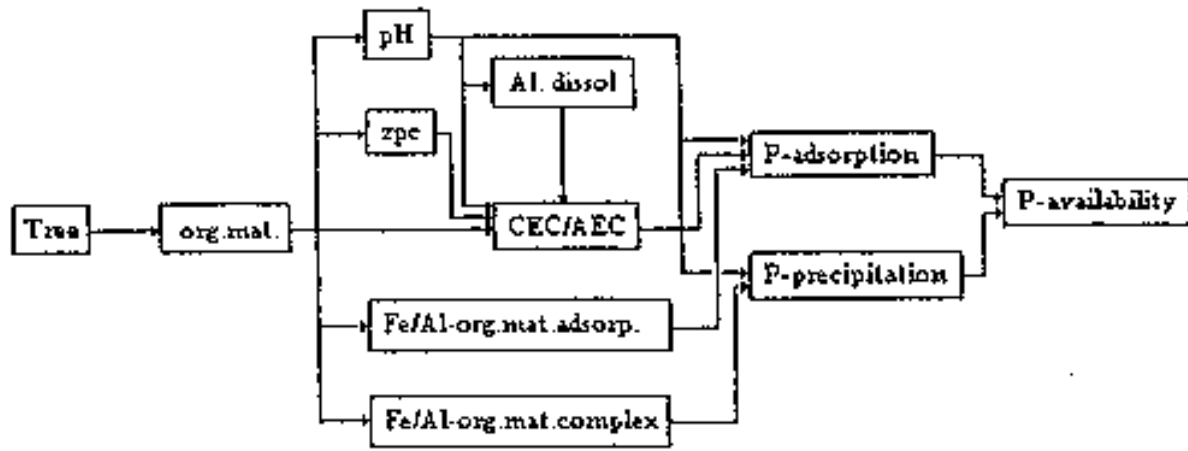 pH
Al. dissol
zpc
P-adsorption
P-availability
Tree
org.mat.
CEC/AEC
P-precipitation
Fe/Al-org.mat.adsorp.
Fe/Al-org.mat.complex